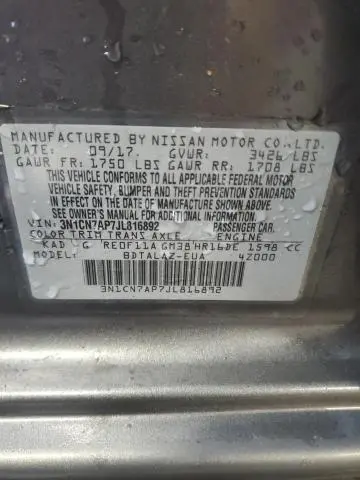 MANUFACTURED BY NISSAN MOTOR CO., LTD.
DATE: 09/17 GVWR: 3426 LBS
GAWR FR: 1750 LBS GAWR RR: 1708 LBS
THIS VEHICLE CONFORMS TO ALL APPLICABLE FEDERAL MOTOR
VEHICLE SAFETY, BUMPER, AND THEFT PREVENTION STANDARDS
IN EFFECT ON THE DATE OF MANUFACTURE SHOWN ABOVE.
SEE OWNER'S MANUAL FOR ADDITIONAL INFORMATION
VIN: 3N1CN7AP7JL816892 PASSENGER CAR.
COLOR TRIM TRANS AXLE ENGINE
KAD G RE0F11A GM38 HR16DE 1598 CC
MODEL: BDTALAZ-EUA 4Z000
3N1CN7AP7JL816892